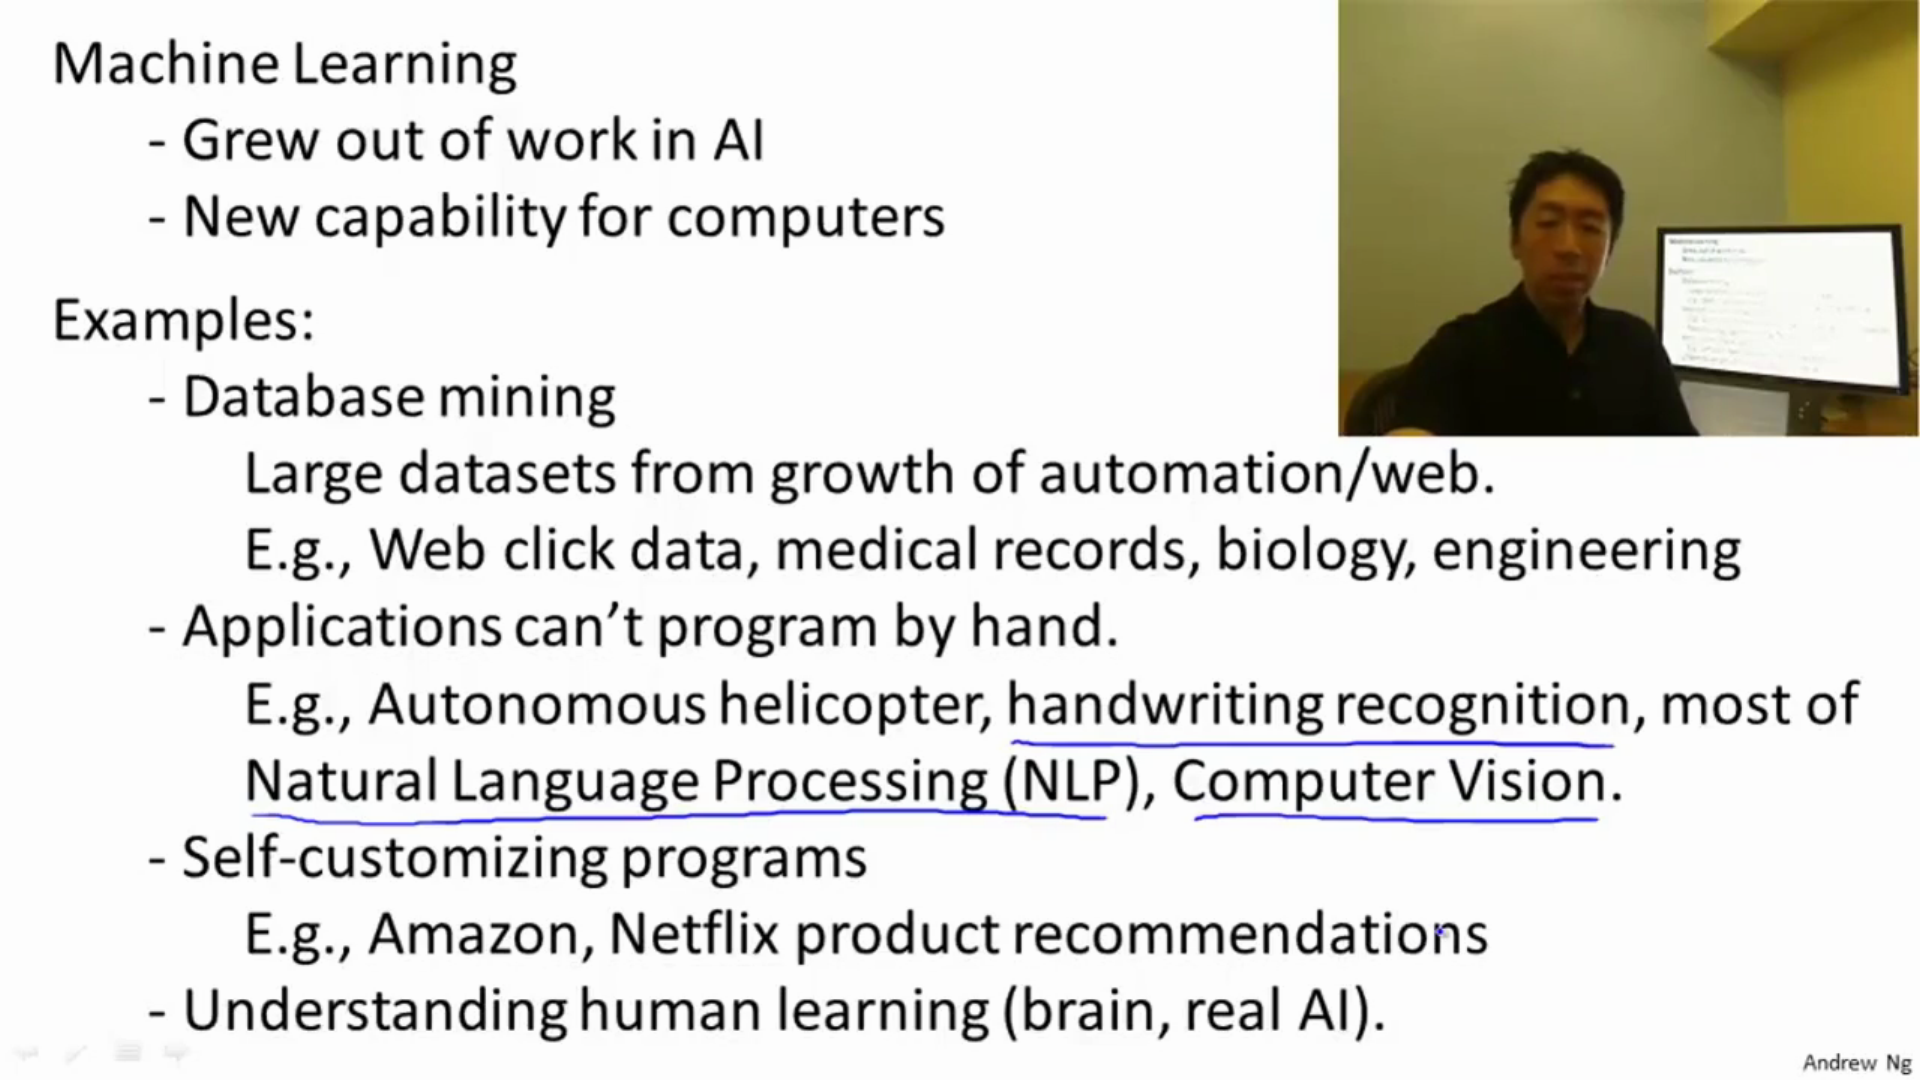 Machine Learning
- Grew out of work in AI
- New capability for computers
Examples:
- Database mining
Large datasets from growth of automation/web.
E.g., Web click data, medical records, biology, engineering
- Applications can’t program by hand.
E.g., Autonomous helicopter, handwriting recognition, most of
Natural Language Processing (NLP), Computer Vision.
- Self-customizing programs
E.g., Amazon, Netflix product recommendations
- Understanding human learning (brain, real AI).
Andrew Ng